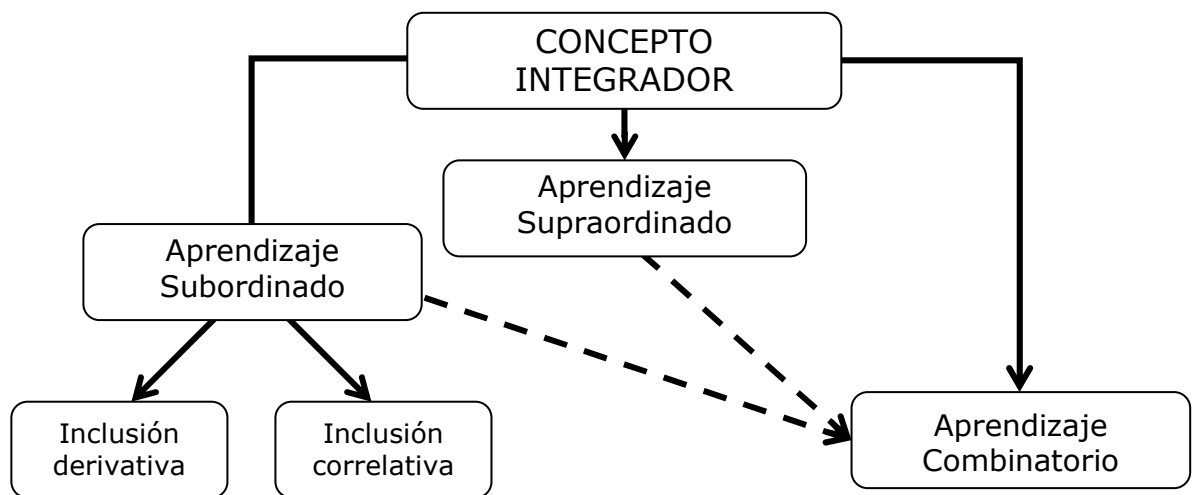 CONCEPTO
INTEGRADOR
Aprendizaje
Supraordinado
Aprendizaje
Subordinado
Inclusión
derivativa
Inclusión
correlativa
Aprendizaje
Combinatorio